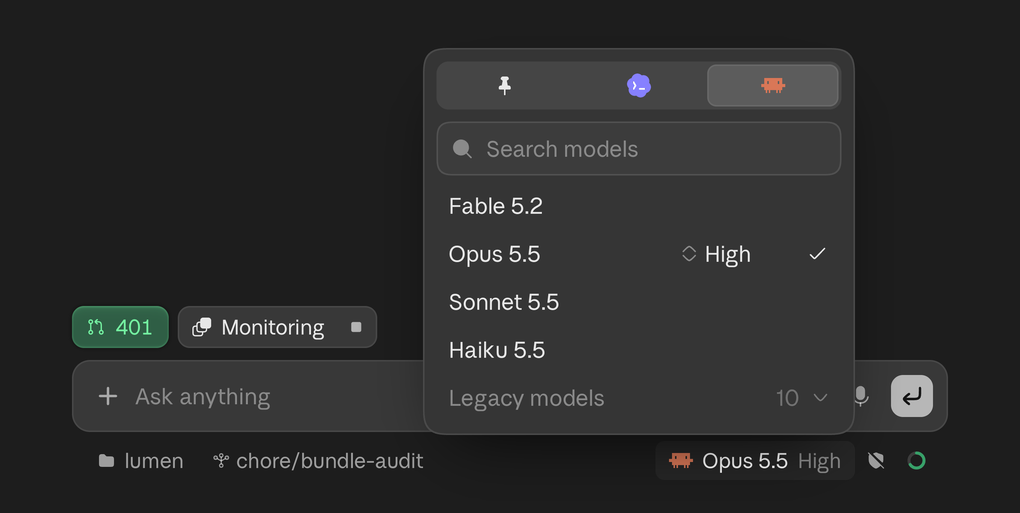 Search models
Fable 5.2
Opus 5.5 High
Sonnet 5.5
Haiku 5.5
Legacy models 10
401 Monitoring
Ask anything
lumen chore/bundle-audit Opus 5.5 High